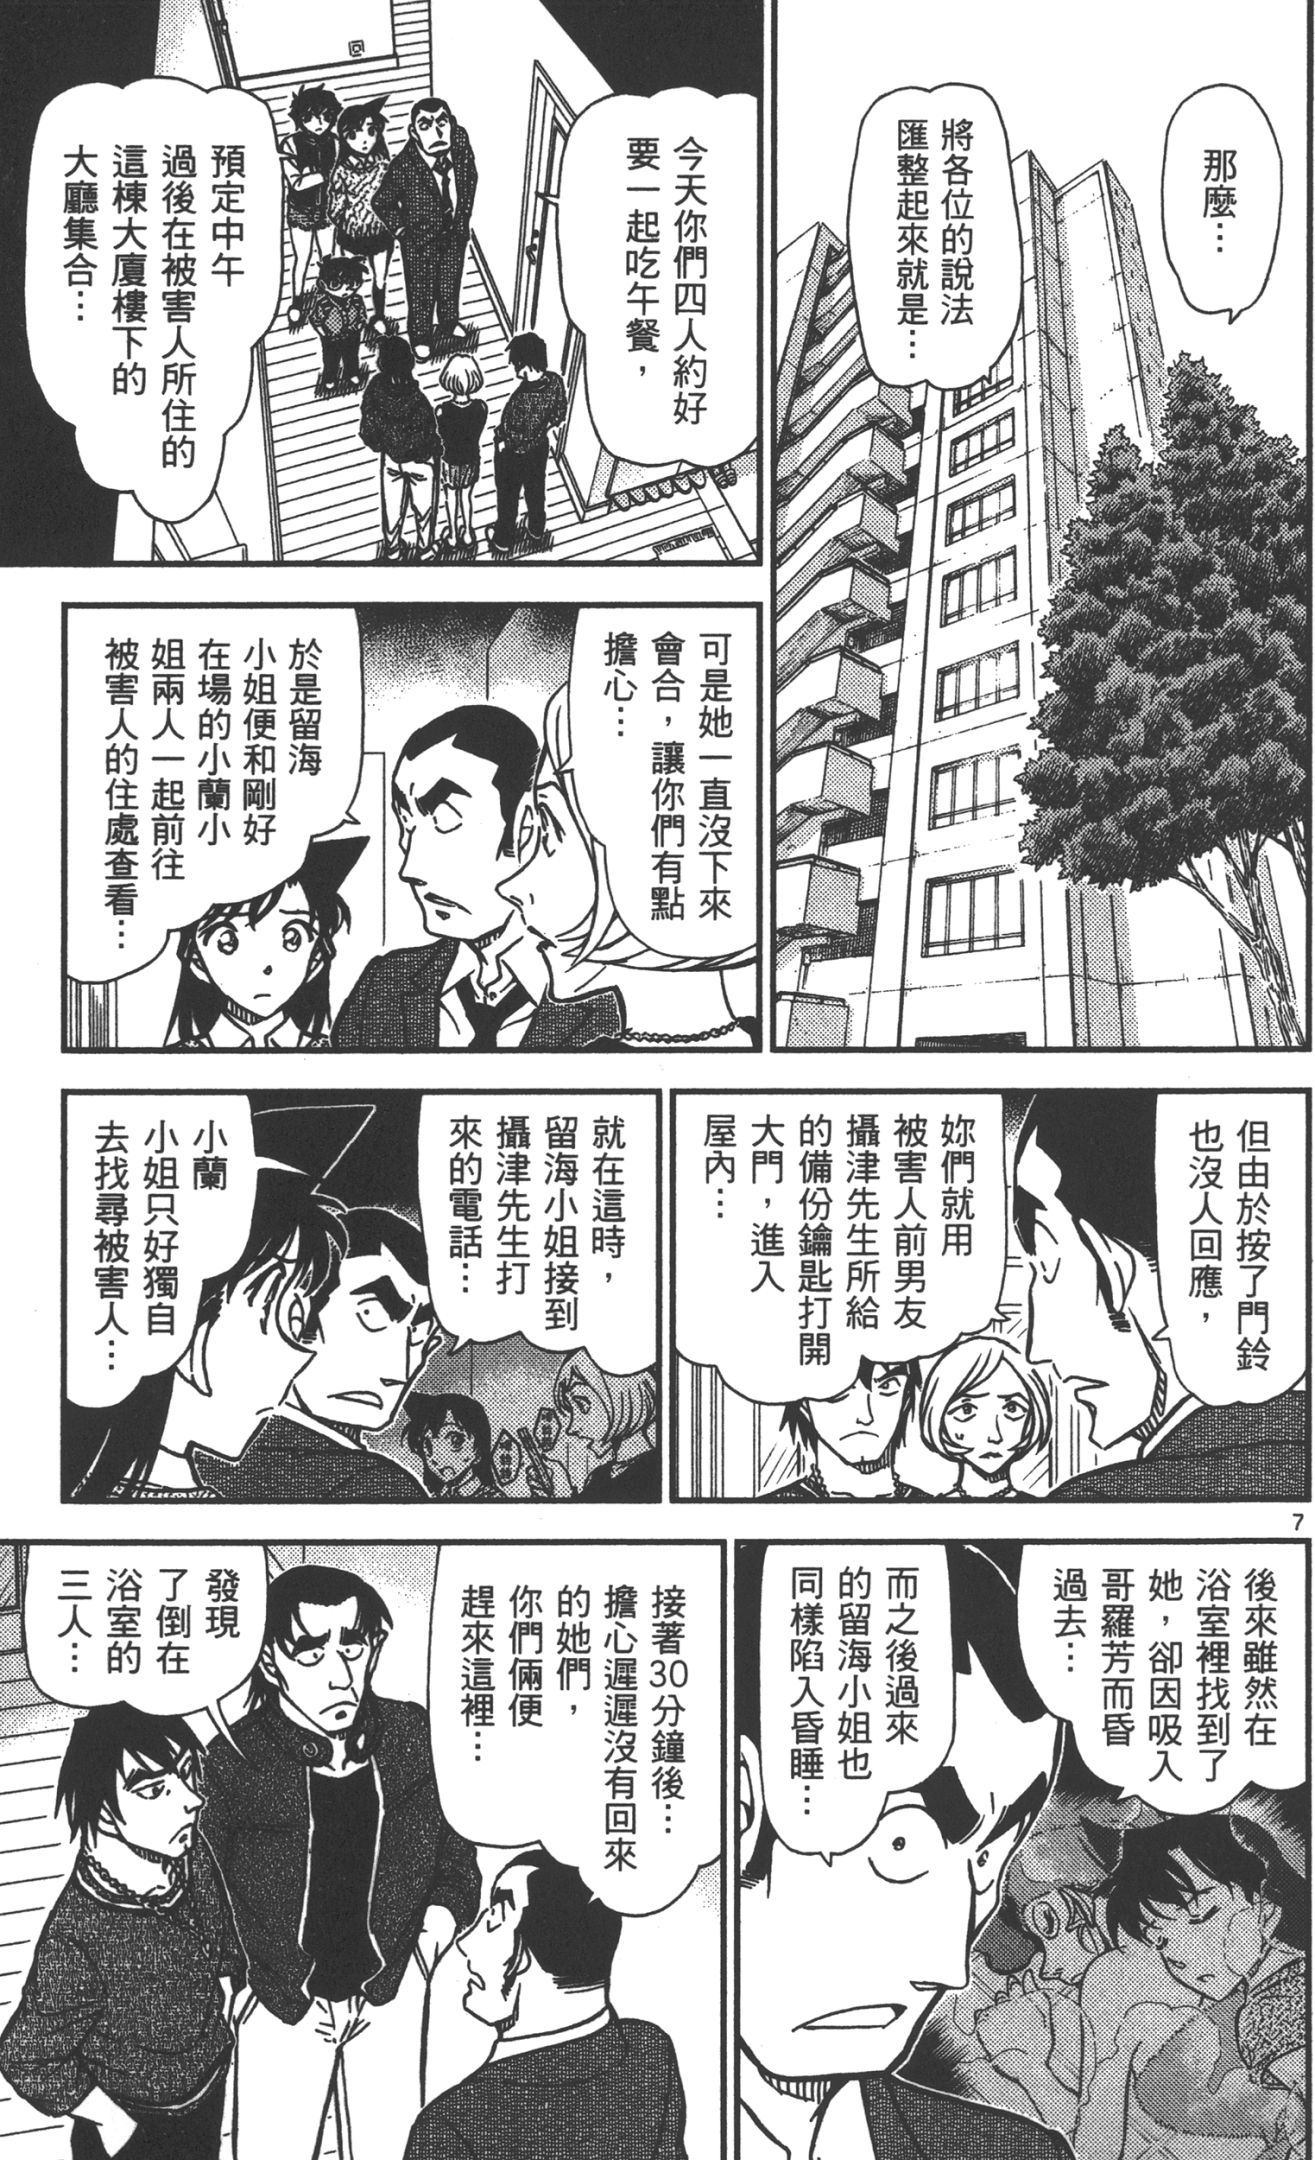 那麼…
將各位的說法
匯整起來就是…
今天你們四人約好
要一起吃午餐，
預定中午
過後在被害人所住的
這棟大廈樓下的
大廳集合…
可是她一直沒下來
會合，讓你們有點
擔心…
於是留海
小姐便和剛好
在場的小蘭小
姐兩人一起前往
被害人的住處查看…
但由於按了門鈴
也沒人回應，
妳們就用
被害人前男友
攝津先生所給
的備份鑰匙打開
大門，進入
屋內…
就在這時，
留海小姐接到
攝津先生打
來的電話…
小蘭
小姐只好獨自
去找尋被害人…
7
後來雖然在
浴室裡找到了
她，卻因吸入
哥羅芳而昏
過去…
而之後過來
的留海小姐也
同樣陷入昏睡…
接著30分鐘後…
擔心遲遲沒有回來
的她們，
你們倆便
趕來這裡…
發現
了倒在
浴室的
三人…